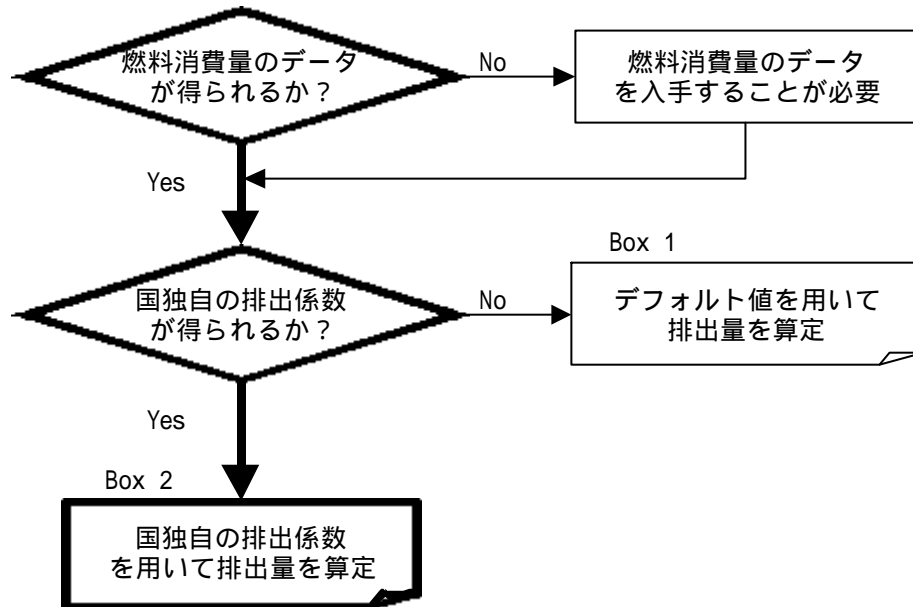 燃料消費量のデータ
が得られるか？
No
燃料消費量のデータ
を入手することが必要
Yes
国独自の排出係数
が得られるか？
No
Box 1
デフォルト値を用いて
排出量を算定
Yes
Box 2
国独自の排出係数
を用いて排出量を算定